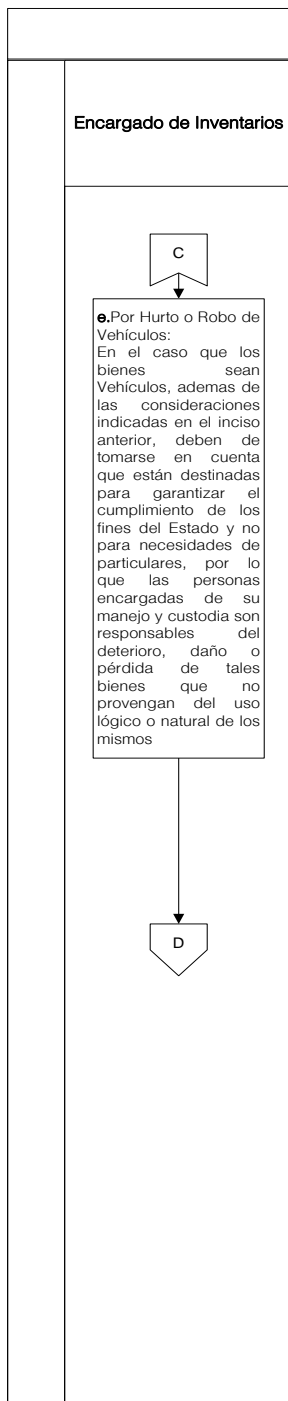 Encargado de Inventarios
C
e.Por Hurto o Robo de
Vehículos:
En el caso que los
bienes sean
Vehículos, ademas de
las consideraciones
indicadas en el inciso
anterior, deben de
tomarse en cuenta
que están destinadas
para garantizar el
cumplimiento de los
fines del Estado y no
para necesidades de
particulares, por lo
que las personas
encargadas de su
manejo y custodia son
responsables del
deterioro, daño o
pérdida de tales
bienes que no
provengan del uso
lógico o natural de los
mismos
D